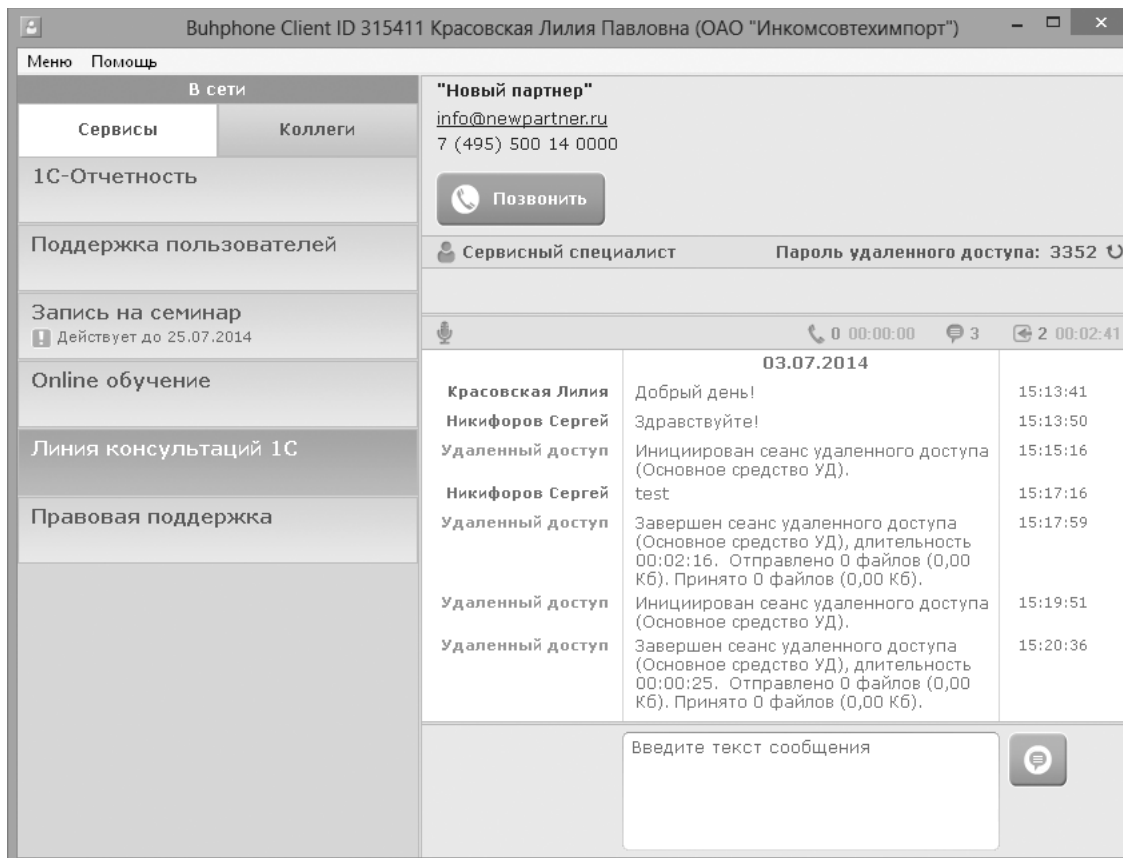 Buhphone Client ID 315411 Красовская Лилия Павловна (ОАО "Инкомсовтехимпорт")
Меню Помощь
В сети
Сервисы Коллеги
1С-Отчетность
Поддержка пользователей
Запись на семинар
Действует до 25.07.2014
Online обучение
Линия консультаций 1С
Правовая поддержка
"Новый партнер"
info@newpartner.ru
7 (495) 500 14 0000
Позвонить
Сервисный специалист Пароль удаленного доступа: 3352
0 00:00:00 3 2 00:02:41
03.07.2014
Красовская Лилия Добрый день! 15:13:41
Никифоров Сергей Здравствуйте! 15:13:50
Удаленный доступ Инициирован сеанс удаленного доступа 15:15:16
(Основное средство УД).
Никифоров Сергей test 15:17:16
Удаленный доступ Завершен сеанс удаленного доступа 15:17:59
(Основное средство УД), длительность
00:02:16. Отправлено 0 файлов (0,00
Кб). Принято 0 файлов (0,00 Кб).
Удаленный доступ Инициирован сеанс удаленного доступа 15:19:51
(Основное средство УД).
Удаленный доступ Завершен сеанс удаленного доступа 15:20:36
(Основное средство УД), длительность
00:00:25. Отправлено 0 файлов (0,00
Кб). Принято 0 файлов (0,00 Кб).
Введите текст сообщения